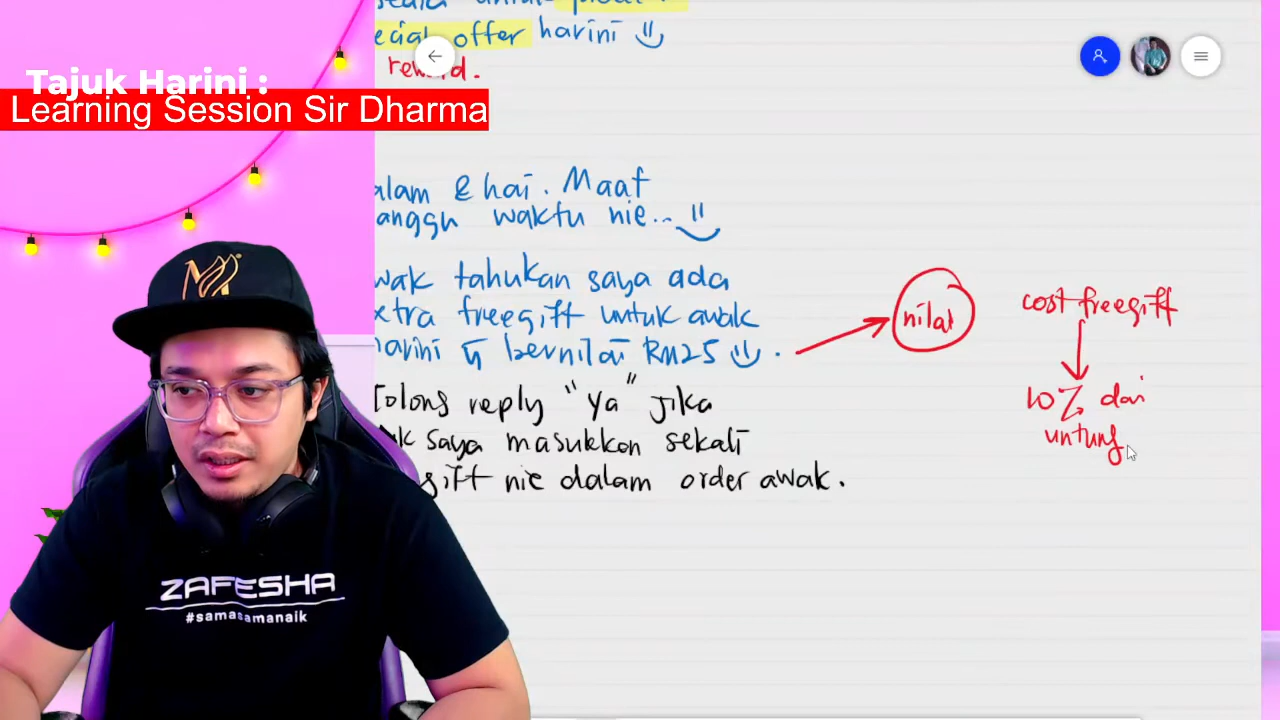 ecial offer harini
reward.
Tajuk Harini :
Learning Session Sir Dharma
alam & hai. Maaf
anggu waktu nie..
wak tahukan saya ada
xtra freegift untuk awak
harini yg bernilai RM25 .
nilai
cost freegift
10% dari
untung
Tolong reply "ya" jika
saya masukkan sekali
gift nie dalam order awak.
ZAFESHA
#samasamanaik